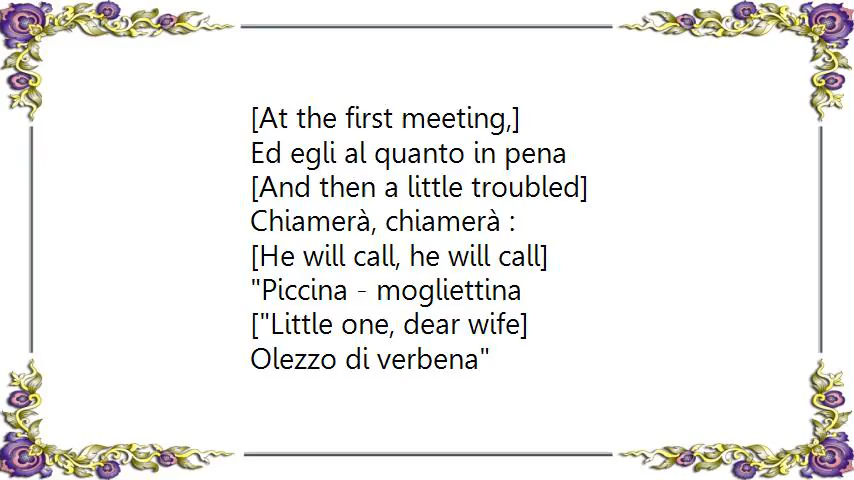 [At the first meeting,]
Ed egli al quanto in pena
[And then a little troubled]
Chiamerà, chiamerà :
[He will call, he will call]
"Piccina - mogliettina
["Little one, dear wife]
Olezzo di verbena"